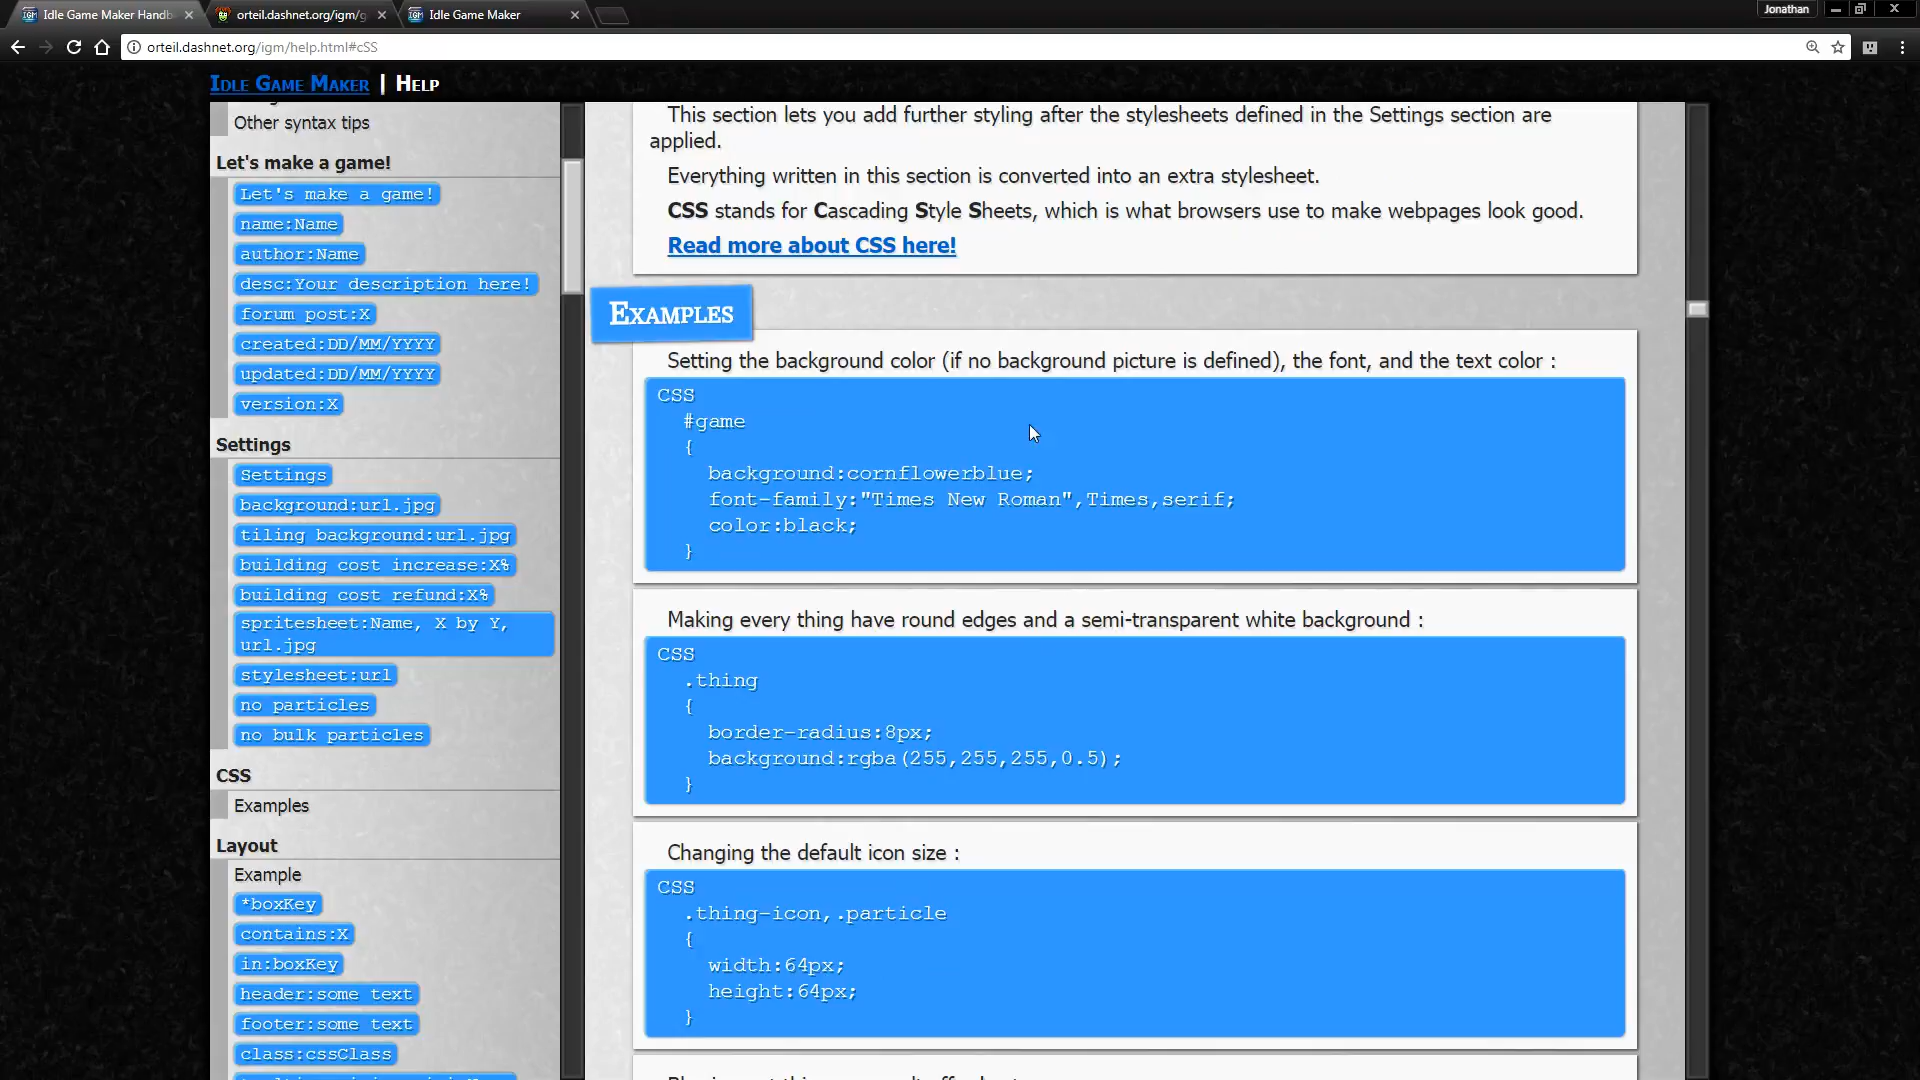 Idle Game Maker Handb
orteil.dashnet.org/igm/g
Idle Game Maker
Jonathan
orteil.dashnet.org/igm/help.html#cSS
Idle Game Maker | Help
Other syntax tips
Let's make a game!
Let's make a game!
name:Name
author:Name
desc:Your description here!
forum post:X
created:DD/MM/YYYY
updated:DD/MM/YYYY
version:X
Settings
Settings
background:url.jpg
tiling background:url.jpg
building cost increase:X%
building cost refund:X%
spritesheet:Name, X by Y,
url.jpg
stylesheet:url
no particles
no bulk particles
CSS
Examples
Layout
Example
*boxKey
contains:X
in:boxKey
header:some text
footer:some text
class:cssClass
This section lets you add further styling after the stylesheets defined in the Settings section are
applied.
Everything written in this section is converted into an extra stylesheet.
CSS stands for Cascading Style Sheets, which is what browsers use to make webpages look good.
Read more about CSS here!
Examples
Setting the background color (if no background picture is defined), the font, and the text color :
CSS
#game
{
background:cornflowerblue;
font-family:"Times New Roman",Times,serif;
color:black;
}
Making every thing have round edges and a semi-transparent white background :
CSS
.thing
{
border-radius:8px;
background:rgba(255,255,255,0.5);
}
Changing the default icon size :
CSS
.thing-icon,.particle
{
width:64px;
height:64px;
}